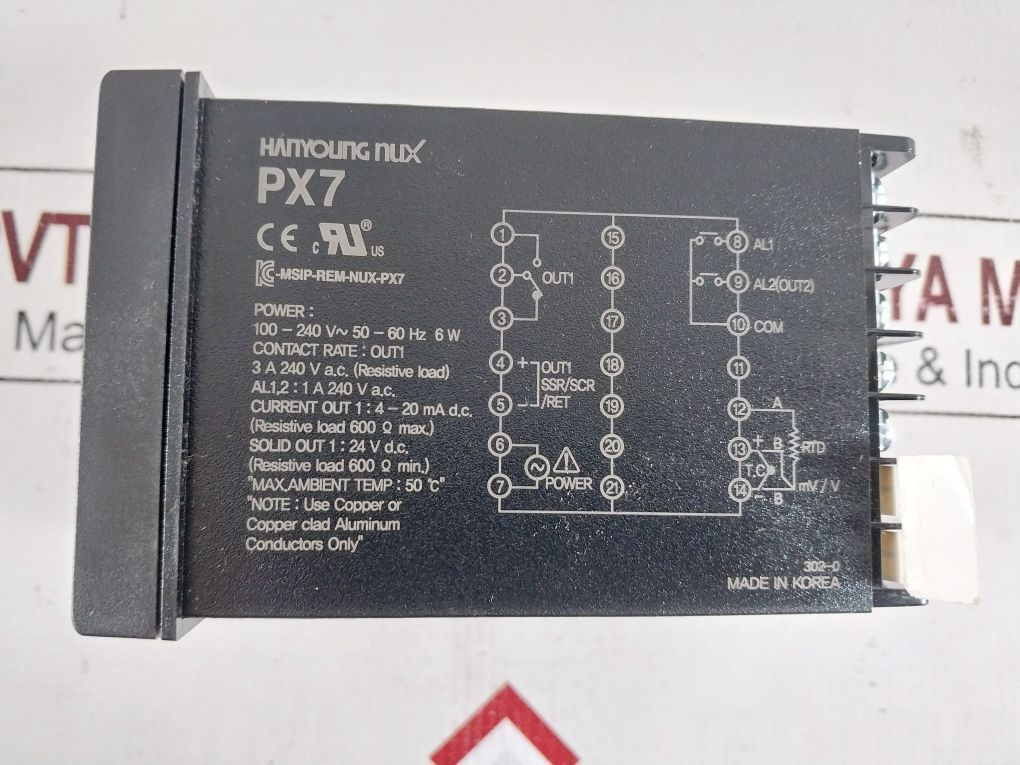 HANYOUNG nux
PX7
CE c RU ® US
-MSIP-REM-NUX-PX7
POWER :
100 - 240 V~ 50 - 60 Hz 6 W
CONTACT RATE : OUT1
3 A 240 V a.c. (Resistive load)
AL1,2 : 1 A 240 V a.c.
CURRENT OUT 1 : 4 - 20 mA d.c.
(Resistive load 600 Ω max.)
SOLID OUT 1 : 24 V d.c.
(Resistive load 600 Ω min.)
"MAX.AMBIENT TEMP : 50 ℃"
"NOTE : Use Copper or
Copper clad Aluminum
Conductors Only"
1
2
3
OUT1
4 +
5 -
OUT1
SSR/SCR
/RET
6
7
POWER
15
16
17
18
19
20
21
8 AL1
9 AL2(OUT2)
10 COM
11
12 A
13 + B
14 - B
T.C
RTD
mV / V
302-0
MADE IN KOREA
VT
YA M
Ma
& Ind